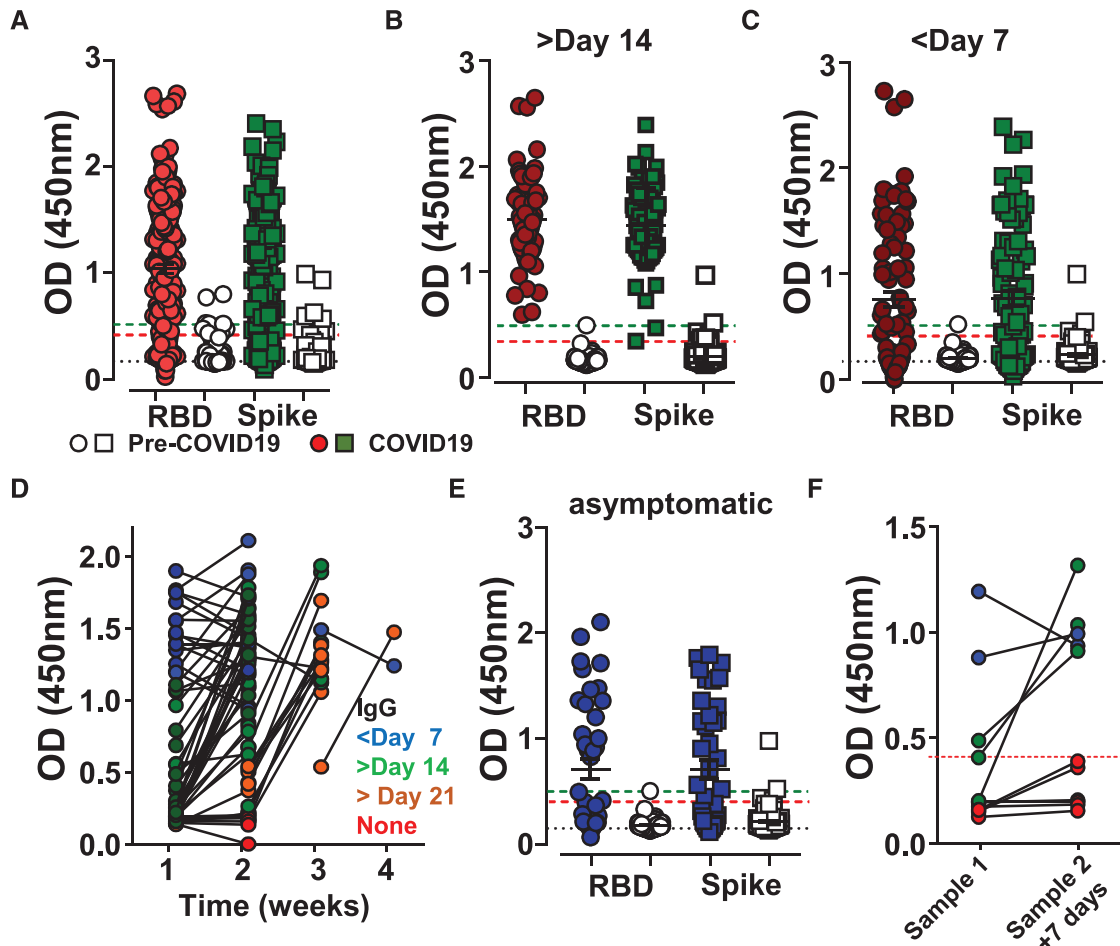 A
B
C
>Day 14
<Day 7
3
2
1
0
OD (450nm)
RBD
Spike
3
2
1
0
OD (450nm)
RBD
Spike
3
2
1
0
OD (450nm)
RBD
Spike
Pre-COVID19
COVID19
D
E
F
asymptomatic
2.0
1.5
1.0
0.5
0.0
OD (450nm)
IgG
<Day 7
>Day 14
> Day 21
None
1
2
3
4
Time (weeks)
3
2
1
0
OD (450nm)
RBD
Spike
1.5
1.0
0.5
0.0
OD (450nm)
Sample 1
Sample 2
+7 days